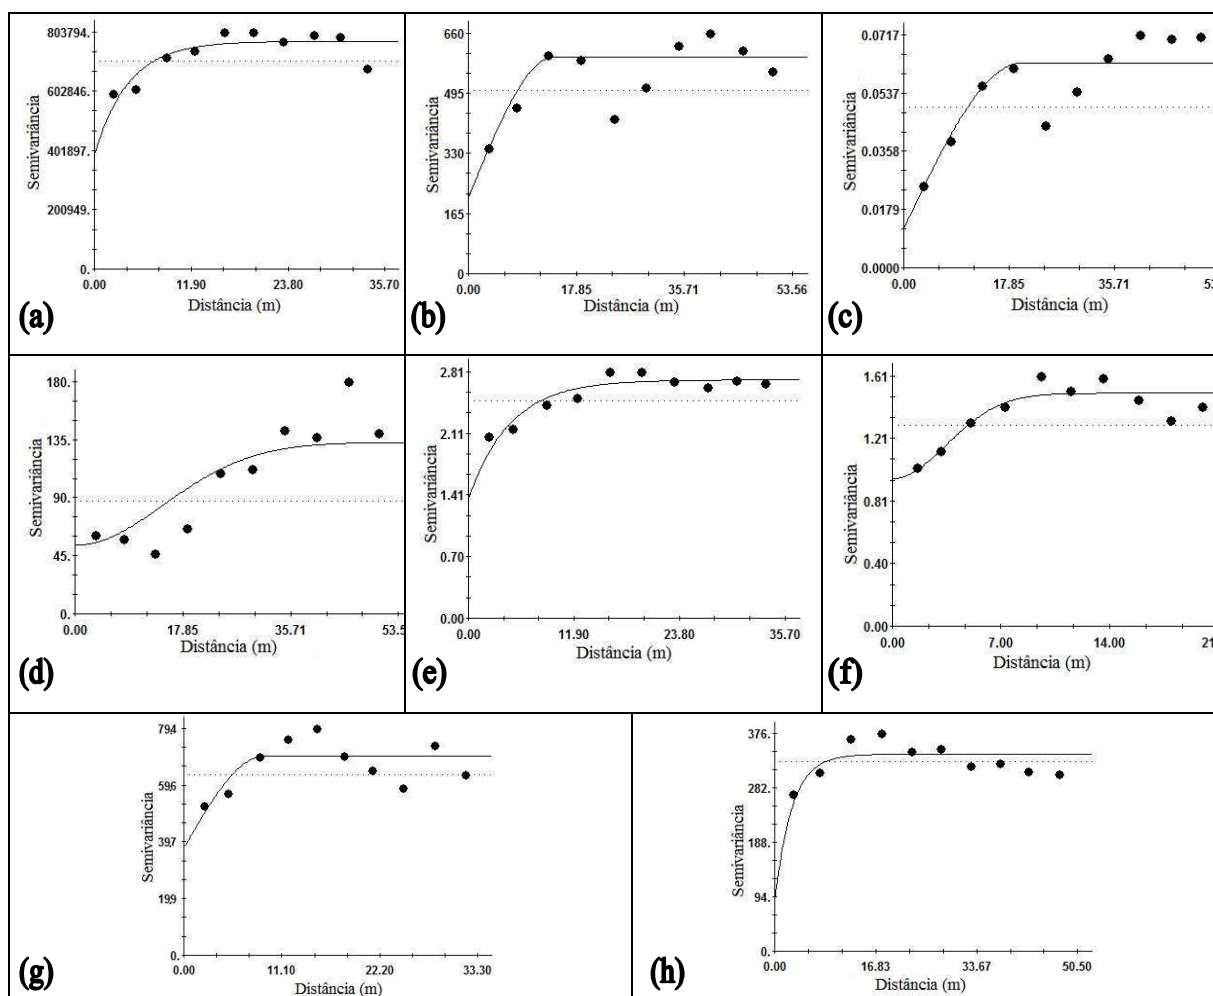 803794.
602846.
401897.
200949.
0.
0.00 11.90 23.80 35.70
Semivariância
Distância (m)
(a)
660
495
330
165
0
0.00 17.85 35.71 53.56
Semivariância
Distância (m)
(b)
0.0717
0.0537
0.0358
0.0179
0.0000
0.00 17.85 35.71 53
Semivariância
Distância (m)
(c)
180.
135.
90.
45.
0.
0.00 17.85 35.71 53.5
Semivariância
Distância (m)
(d)
2.81
2.11
1.41
0.70
0.00
0.00 11.90 23.80 35.70
Semivariância
Distância (m)
(e)
1.61
1.21
0.81
0.40
0.00
0.00 7.00 14.00 21
Semivariância
Distância (m)
(f)
794
596
397
199
0.
0.00 11.10 22.20 33.30
Semivariância
Distância (m)
(g)
376.
282.
188.
94.
0.
0.00 16.83 33.67 50.50
Semivariância
Distância (m)
(h)